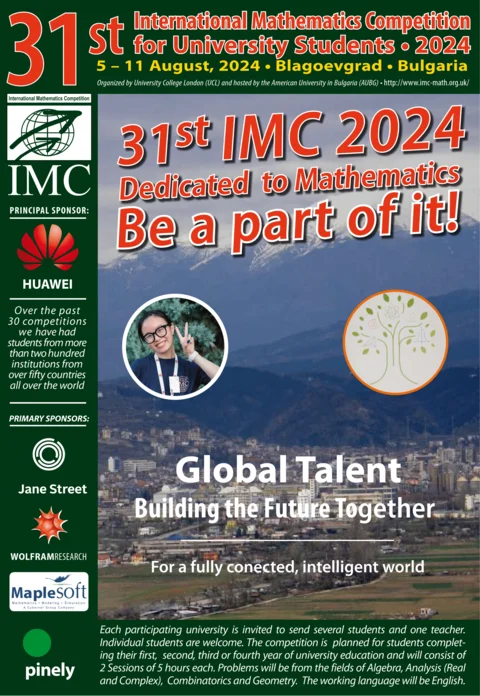 31st
International Mathematics Competition
for University Students • 2024
5 – 11 August, 2024 • Blagoevgrad • Bulgaria
Organized by University College London (UCL) and hosted by the American University in Bulgaria (AUBG) • http://www.imc-math.org.uk/
International Mathematics Competition
IMC
PRINCIPAL SPONSOR:
HUAWEI
Over the past
30 competitions
we have had
students from more
than two hundred
institutions from
over fifty countries
all over the world
PRIMARY SPONSORS:
Jane Street
WOLFRAMRESEARCH
MapleSoft
pinely
31st IMC 2024
Dedicated to Mathematics
Be a part of it!
Global Talent
Building the Future Together
For a fully conected, intelligent world
Each participating university is invited to send several students and one teacher.
Individual students are welcome. The competition is planned for students complet-
ing their first, second, third or fourth year of university education and will consist of
2 Sessions of 5 hours each. Problems will be from the fields of Algebra, Analysis (Real
and Complex), Combinatorics and Geometry. The working language will be English.